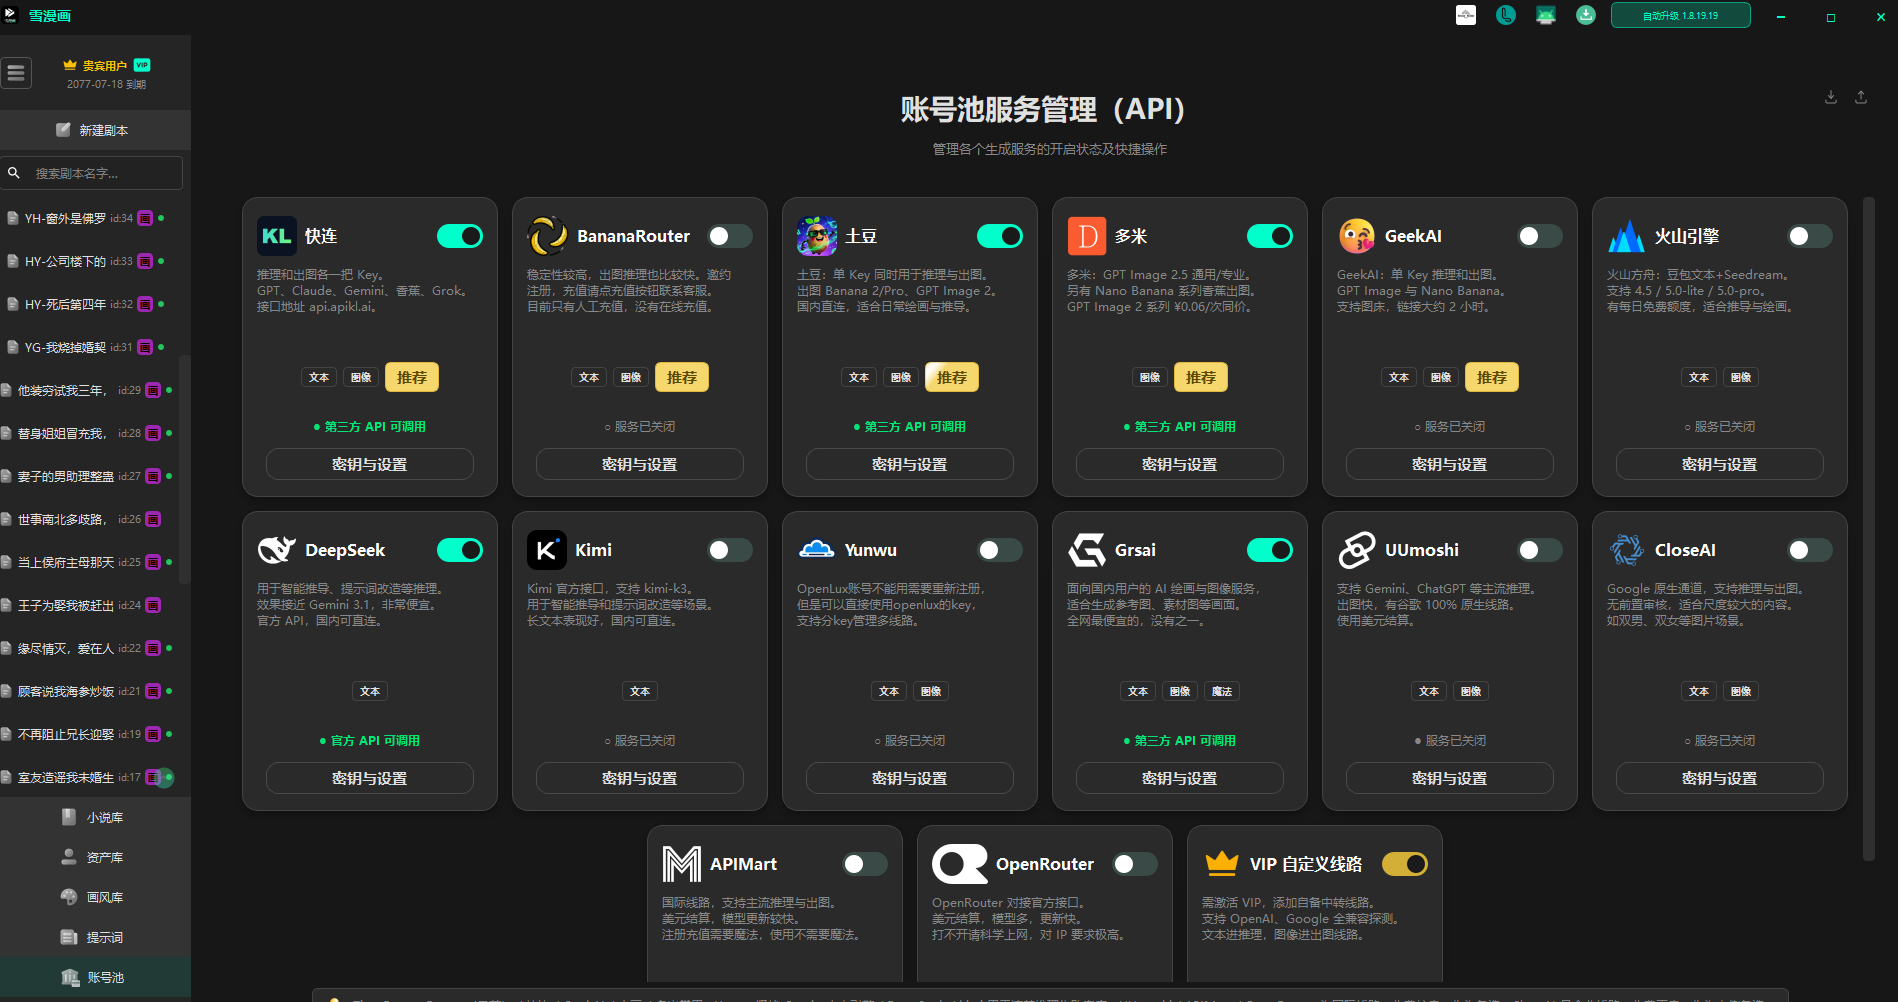 雪漫画
自动升级 1.8.19.19
贵宾用户 VIP
2077-07-18 到期
新建剧本
搜索剧本名字...
YH-窗外是佛罗 id:34 画
HY-公司楼下的 id:33 画
HY-死后第四年 id:32 画
YG-我烧掉婚契 id:31 画
他装穷试我三年, id:29 画
替身姐姐冒充我, id:28 画
妻子的男助理整蛊 id:27 画
世事南北多歧路, id:26 画
当上侯府主母那天 id:25 画
王子为娶我被赶出 id:24 画
缘尽情灭，爱在人 id:22 画
顾客说我海参炒饭 id:21 画
不再阻止兄长迎娶 id:19 画
室友造谣我未婚生 id:17 画
小说库
资产库
画风库
提示词
账号池
账号池服务管理（API）
管理各个生成服务的开启状态及快捷操作
KL 快连
推理和出图各一把 Key。
GPT、Claude、Gemini、香蕉、Grok。
接口地址 api.apikl.ai。
文本 图像 推荐
第三方 API 可调用
密钥与设置
BananaRouter
稳定性较高，出图推理也比较快。邀约
注册，充值请点充值按钮联系客服。
目前只有人工充值，没有在线充值。
文本 图像 推荐
服务已关闭
密钥与设置
土豆
土豆：单 Key 同时用于推理与出图。
出图 Banana 2/Pro、GPT Image 2。
国内直连，适合日常绘画与推导。
文本 图像 推荐
第三方 API 可调用
密钥与设置
D 多米
多米：GPT Image 2.5 通用/专业。
另有 Nano Banana 系列香蕉出图。
GPT Image 2 系列 ¥0.06/次同价。
图像 推荐
第三方 API 可调用
密钥与设置
GeekAI
GeekAI：单 Key 推理和出图。
GPT Image 与 Nano Banana。
支持图床，链接大约 2 小时。
文本 图像 推荐
服务已关闭
密钥与设置
火山引擎
火山方舟：豆包文本+Seedream。
支持 4.5 / 5.0-lite / 5.0-pro。
有每日免费额度，适合推导与绘画。
文本 图像
服务已关闭
密钥与设置
DeepSeek
用于智能推导、提示词改造等推理。
效果接近 Gemini 3.1，非常便宜。
官方 API，国内可直连。
文本
官方 API 可调用
密钥与设置
K Kimi
Kimi 官方接口，支持 kimi-k3。
用于智能推导和提示词改造等场景。
长文本表现好，国内可直连。
文本
服务已关闭
密钥与设置
Yunwu
OpenLux账号不能用需要重新注册，
但是可以直接使用openlux的key，
支持分key管理多线路。
文本 图像
服务已关闭
密钥与设置
Grsai
面向国内用户的 AI 绘画与图像服务，
适合生成参考图、素材图等画面。
全网最便宜的，没有之一。
文本 图像 魔法
第三方 API 可调用
密钥与设置
UUmoshi
支持 Gemini、ChatGPT 等主流推理。
出图快，有谷歌 100% 原生线路。
使用美元结算。
文本 图像
服务已关闭
密钥与设置
CloseAI
Google 原生通道，支持推理与出图。
无前置审核，适合尺度较大的内容。
如双男、双女等图片场景。
文本 图像
服务已关闭
密钥与设置
APIMart
国际线路，支持主流推理与出图。
美元结算，模型更新较快。
注册充值需要魔法，使用不需要魔法。
OpenRouter
OpenRouter 对接官方接口。
美元结算，模型多，更新快。
打不开请科学上网，对 IP 要求极高。
VIP 自定义线路
需激活 VIP，添加自备中转线路。
支持 OpenAI、Google 全兼容探测。
文本进推理，图像进出图线路。